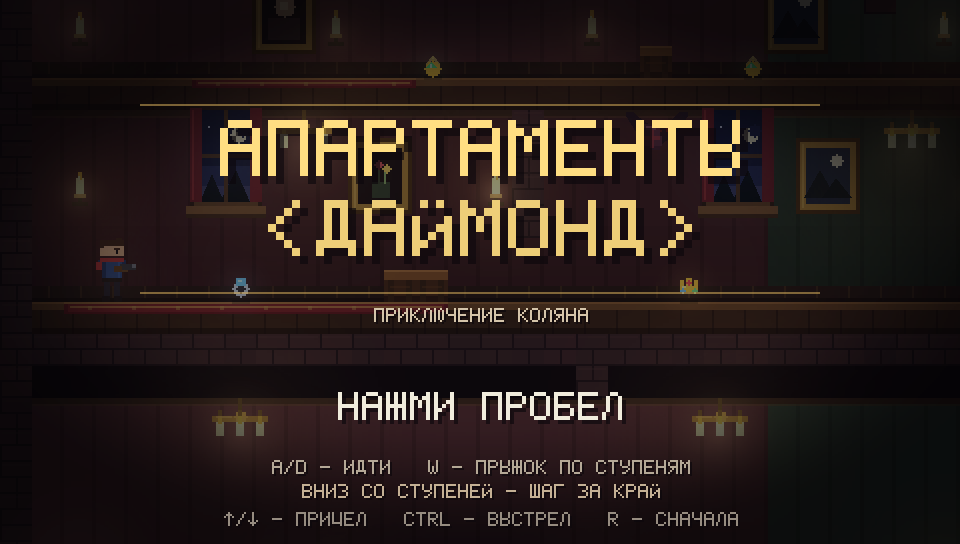 АПАРТАМЕНТЫ
<ДАЙМОНД>
ПРИКЛЮЧЕНИЕ КОЛЯНА
НАЖМИ ПРОБЕЛ
A/D - ИДТИ W - ПРЫЖОК ПО СТУПЕНЯМ
ВНИЗ СО СТУПЕНЕЙ - ШАГ ЗА КРАЙ
↑/↓ - ПРИЦЕЛ CTRL - ВЫСТРЕЛ R - СНАЧАЛА